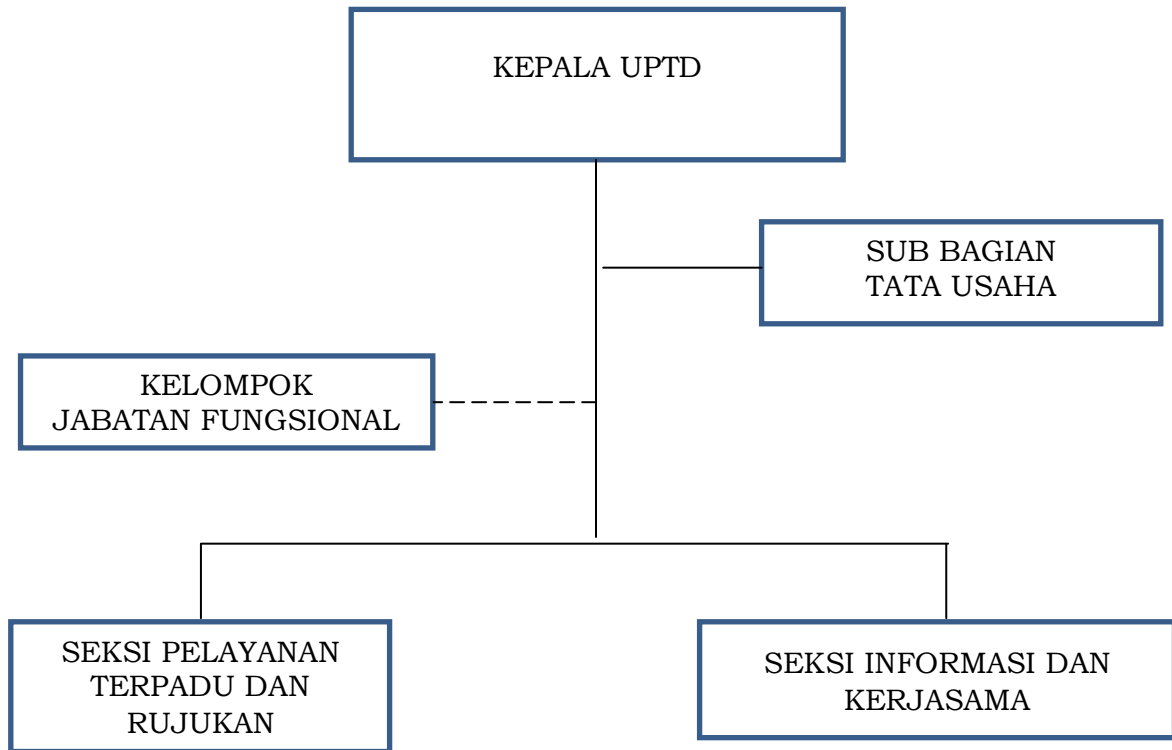 KEPALA UPTD
SUB BAGIAN
TATA USAHA
KELOMPOK
JABATAN FUNGSIONAL
SEKSI PELAYANAN
TERPADU DAN
RUJUKAN
SEKSI INFORMASI DAN
KERJASAMA